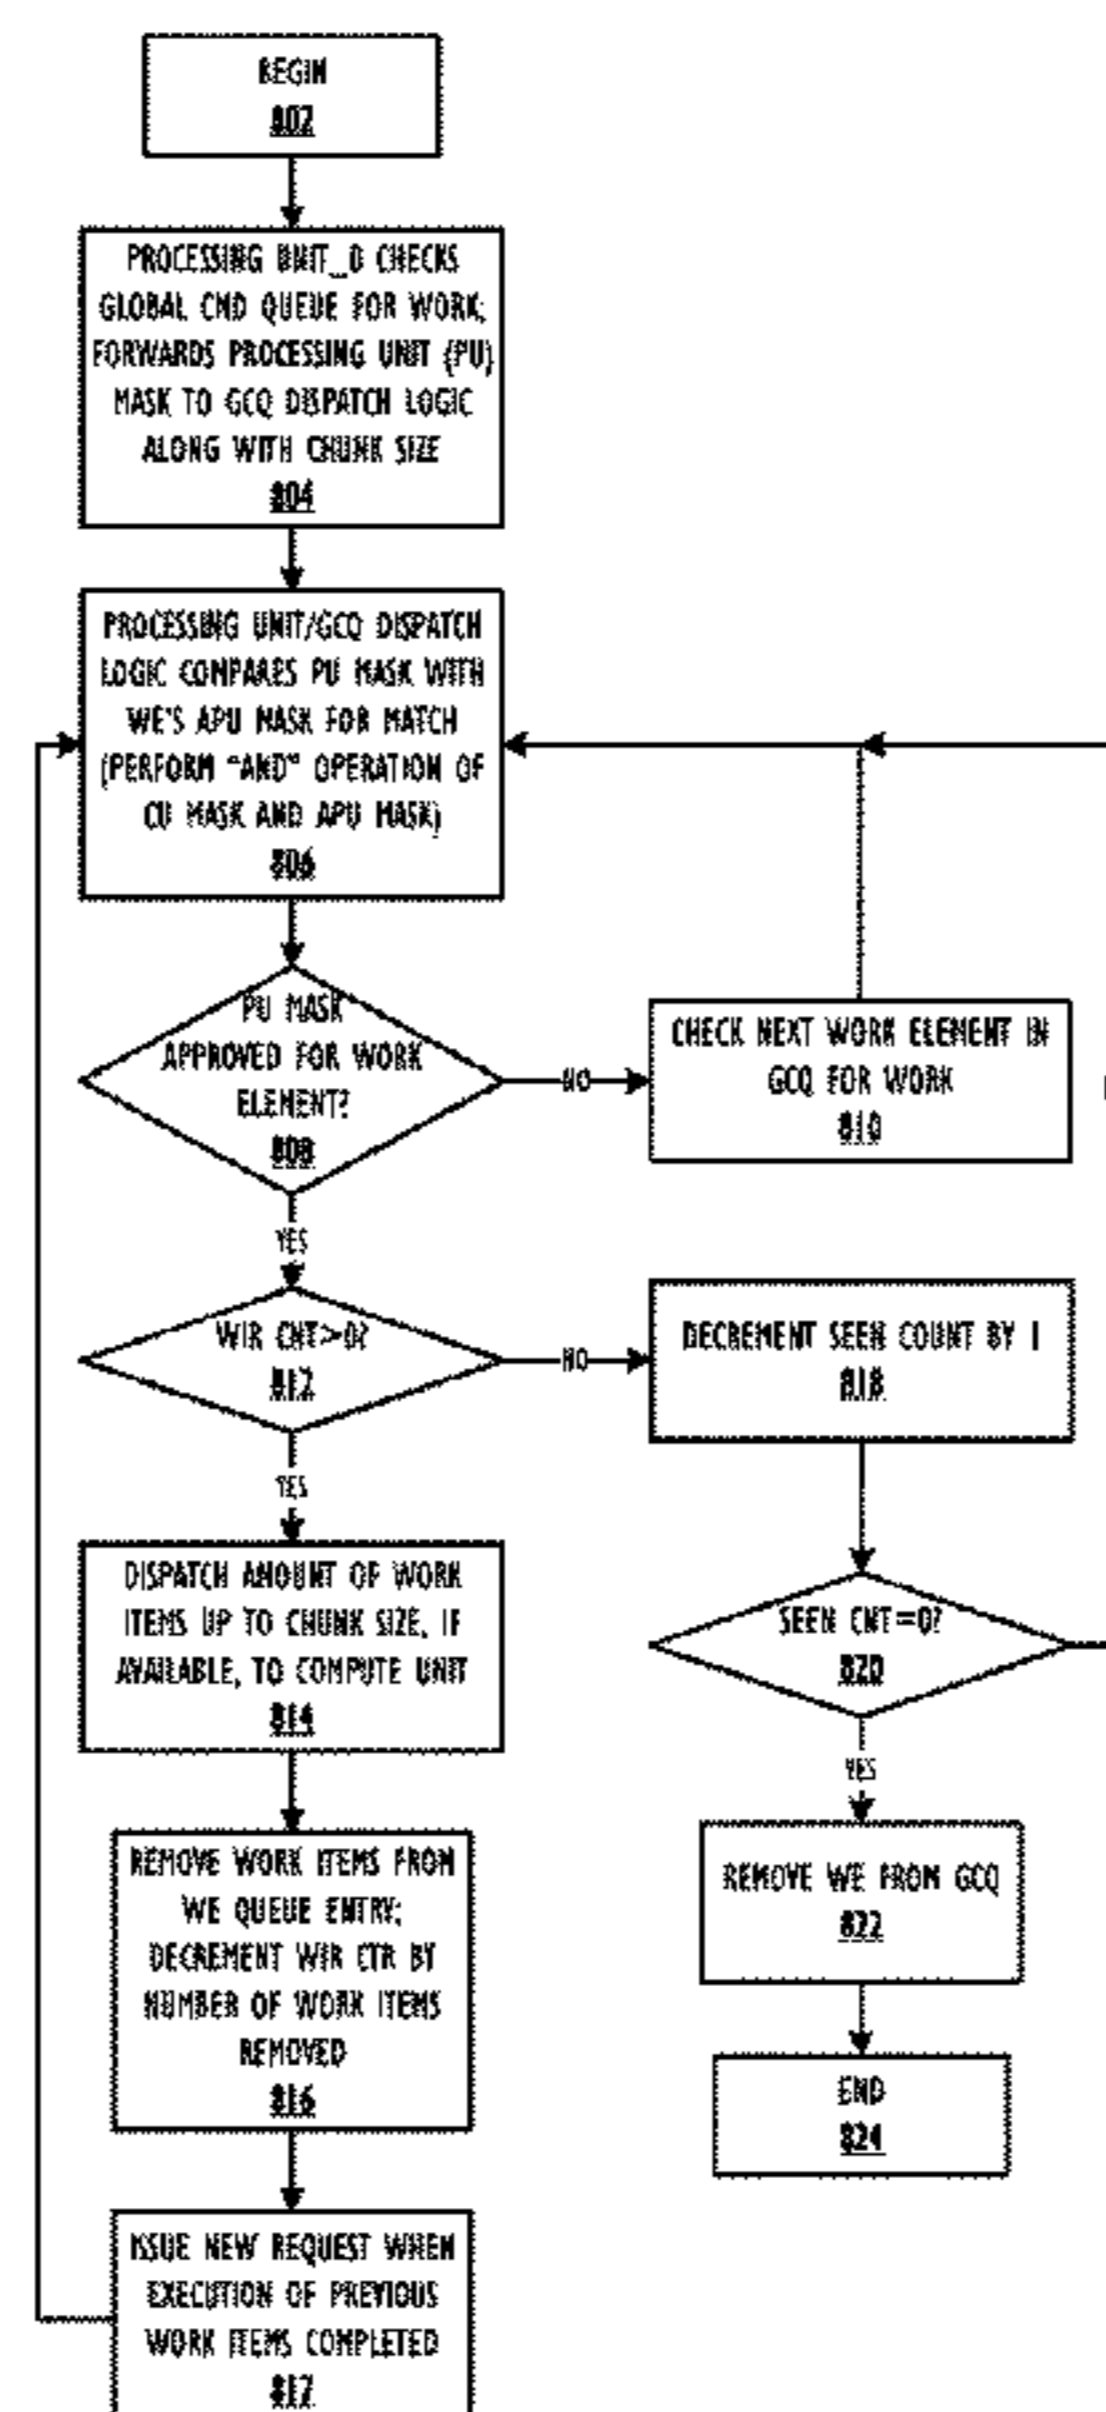 BEGIN
802
PROCESSING UNIT_0 CHECKS
GLOBAL CMD QUEUE FOR WORK;
FORWARDS PROCESSING UNIT (PU)
MASK TO GCQ DISPATCH LOGIC
ALONG WITH CHUNK SIZE
804
PROCESSING UNIT/GCQ DISPATCH
LOGIC COMPARES PU MASK WITH
WE'S APU MASK FOR MATCH
(PERFORM "AND" OPERATION OF
CU MASK AND APU MASK)
806
PU MASK
APPROVED FOR WORK
ELEMENT?
808
NO
CHECK NEXT WORK ELEMENT IN
GCQ FOR WORK
810
YES
WIR CNT>0?
812
NO
DECREMENT SEEN COUNT BY 1
818
YES
DISPATCH AMOUNT OF WORK
ITEMS UP TO CHUNK SIZE, IF
AVAILABLE, TO COMPUTE UNIT
814
SEEN CNT=0?
820
YES
REMOVE WORK ITEMS FROM
WE QUEUE ENTRY;
DECREMENT WIR CTR BY
NUMBER OF WORK ITEMS
REMOVED
816
REMOVE WE FROM GCQ
822
END
824
ISSUE NEW REQUEST WHEN
EXECUTION OF PREVIOUS
WORK ITEMS COMPLETED
817